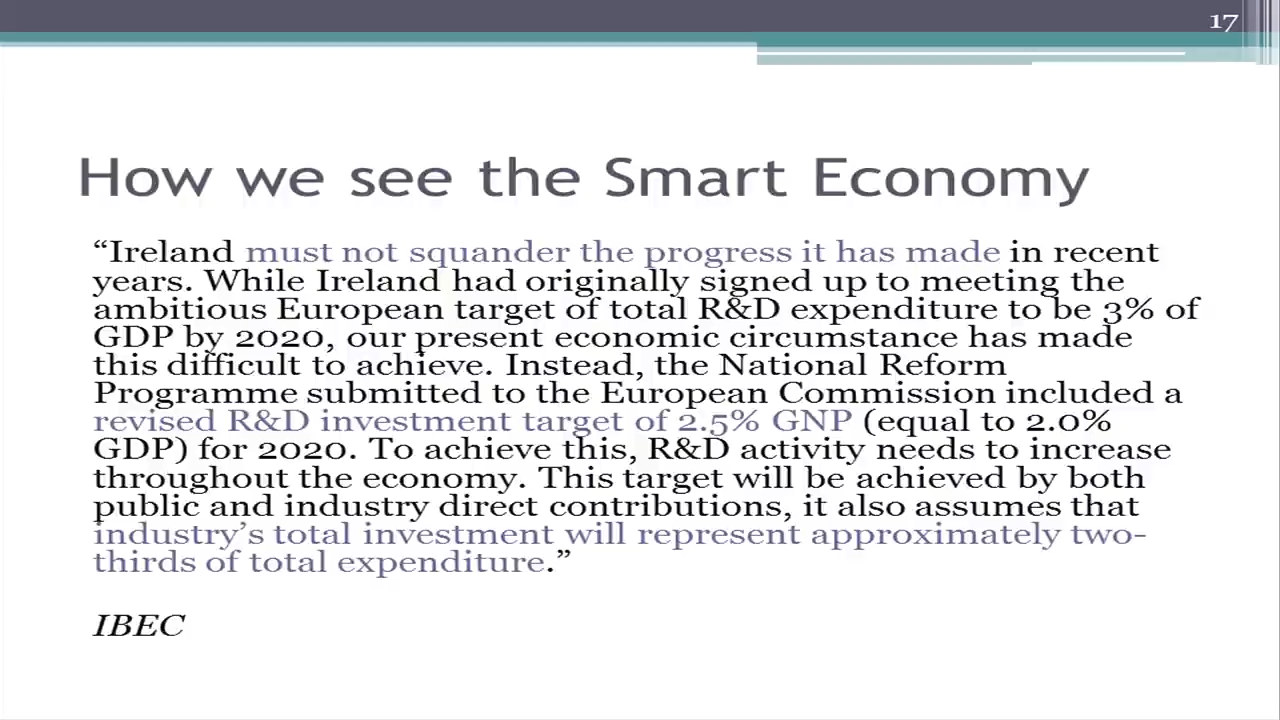 17
How we see the Smart Economy
“Ireland must not squander the progress it has made in recent
years. While Ireland had originally signed up to meeting the
ambitious European target of total R&D expenditure to be 3% of
GDP by 2020, our present economic circumstance has made
this difficult to achieve. Instead, the National Reform
Programme submitted to the European Commission included a
revised R&D investment target of 2.5% GNP (equal to 2.0%
GDP) for 2020. To achieve this, R&D activity needs to increase
throughout the economy. This target will be achieved by both
public and industry direct contributions, it also assumes that
industry’s total investment will represent approximately two-
thirds of total expenditure.”
IBEC